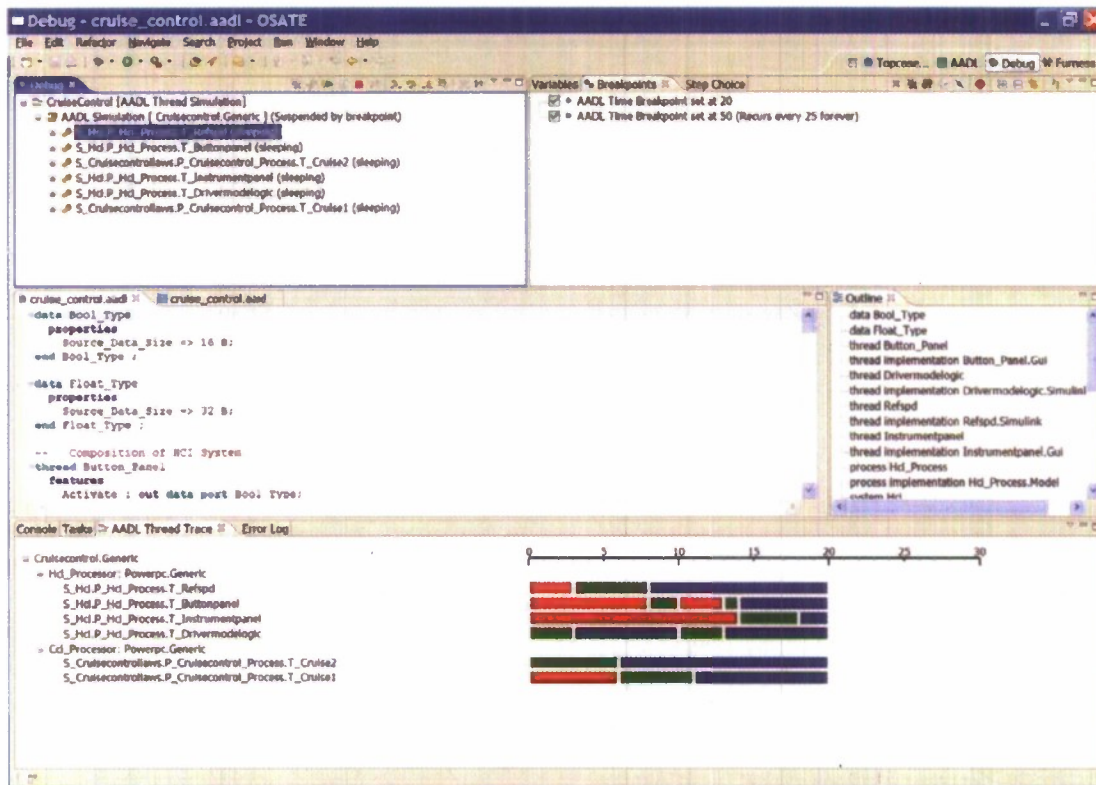 Debug - cruise_control.aadl - OSATE
File Edit Refactor Navigate Search Project Run Window Help
Topcase... AADL Debug Furness
Debug
CruiseControl [AADL Thread Simulation]
AADL Simulation [ Cruisecontrol.Generic ] (Suspended by breakpoint)
S_Hci.P_Hci_Process.T_Refspd (sleeping)
S_Hci.P_Hci_Process.T_Buttonpanel (sleeping)
S_Cruisecontrollaws.P_Cruisecontrol_Process.T_Cruise2 (sleeping)
S_Hci.P_Hci_Process.T_Instrumentpanel (sleeping)
S_Hci.P_Hci_Process.T_Drivermodelogic (sleeping)
S_Cruisecontrollaws.P_Cruisecontrol_Process.T_Cruise1 (sleeping)
Variables Breakpoints Step Choice
AADL Time Breakpoint set at 20
AADL Time Breakpoint set at 50 (Recurs every 25 forever)
cruise_control.aadl cruise_control.aaxl
data Bool_Type
properties
Source_Data_Size => 16 B;
end Bool_Type ;
data Float_Type
properties
Source_Data_Size => 32 B;
end Float_Type ;
-- Composition of HCI System
thread Button_Panel
features
Activate : out data port Bool_Type;
Outline
data Bool_Type
data Float_Type
thread Button_Panel
thread implementation Button_Panel.Gui
thread Drivermodelogic
thread implementation Drivermodelogic.Simulink
thread Refspd
thread implementation Refspd.Simulink
thread Instrumentpanel
thread implementation Instrumentpanel.Gui
process Hci_Process
process implementation Hci_Process.Model
system Hci
Console Tasks AADL Thread Trace Error Log
0 5 10 15 20 25 30
Cruisecontrol.Generic
Hci_Processor: Powerpc.Generic
S_Hci.P_Hci_Process.T_Refspd
S_Hci.P_Hci_Process.T_Buttonpanel
S_Hci.P_Hci_Process.T_Instrumentpanel
S_Hci.P_Hci_Process.T_Drivermodelogic
Ccl_Processor: Powerpc.Generic
S_Cruisecontrollaws.P_Cruisecontrol_Process.T_Cruise2
S_Cruisecontrollaws.P_Cruisecontrol_Process.T_Cruise1